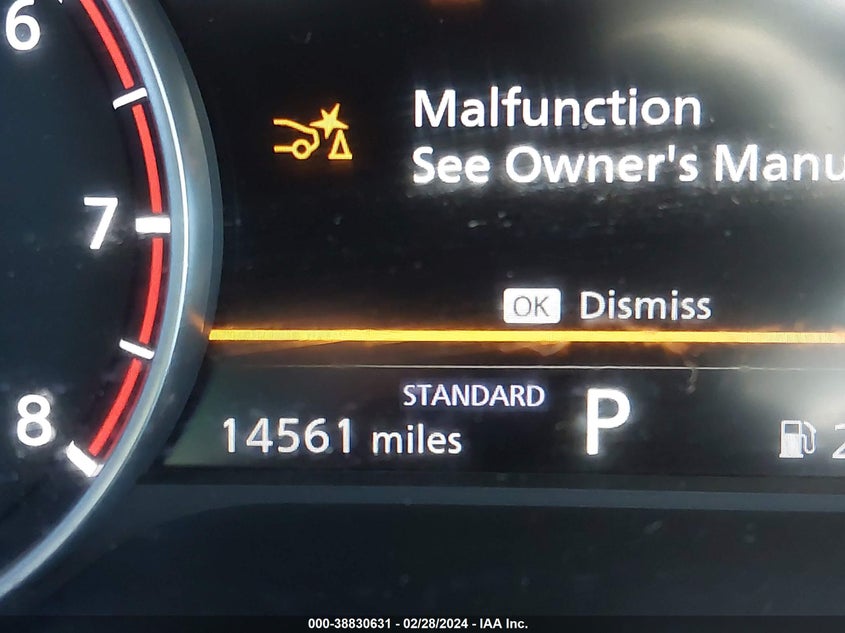 6
Malfunction
See Owner's Manu
7
OK Dismiss
STANDARD
8
14561 miles
P
2
000-38830631 - 02/28/2024 - IAA Inc.